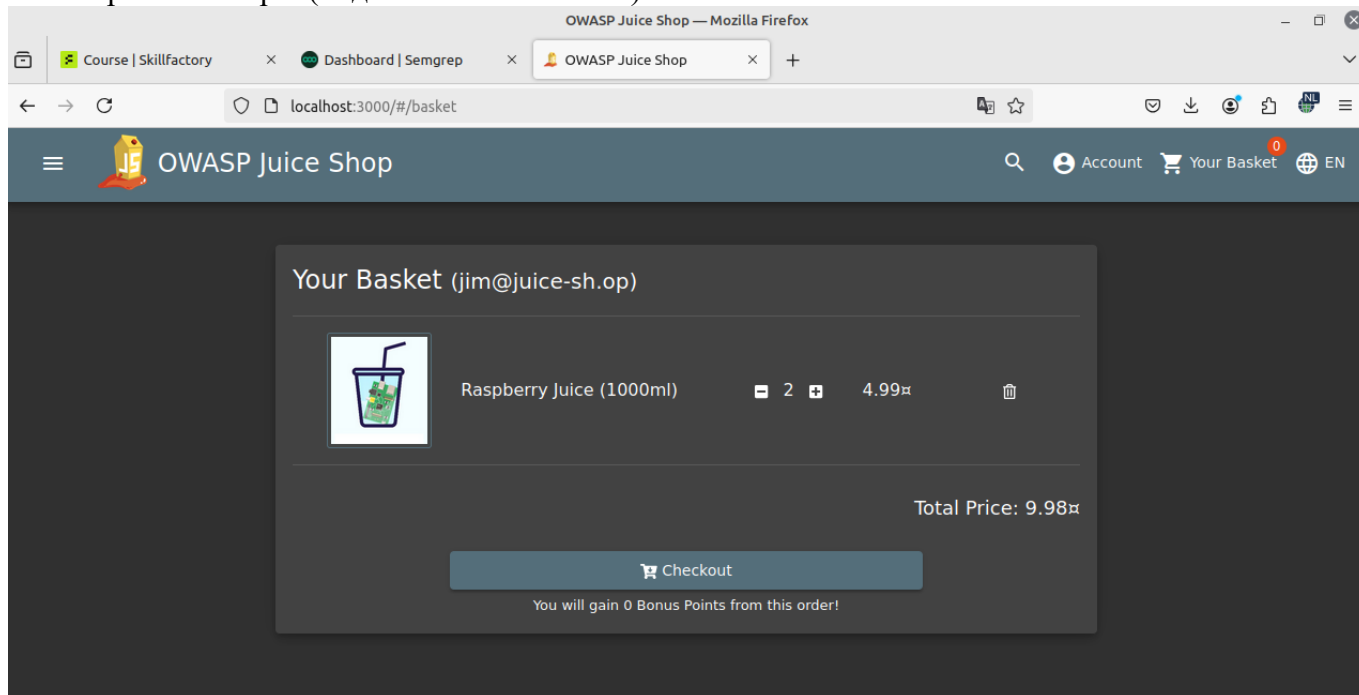 OWASP Juice Shop — Mozilla Firefox
Course | Skillfactory
Dashboard | Semgrep
OWASP Juice Shop
localhost:3000/#/basket
NL
OWASP Juice Shop
Account
0
Your Basket
EN
Your Basket (jim@juice-sh.op)
Raspberry Juice (1000ml) 2 4.99¤
Total Price: 9.98¤
Checkout
You will gain 0 Bonus Points from this order!